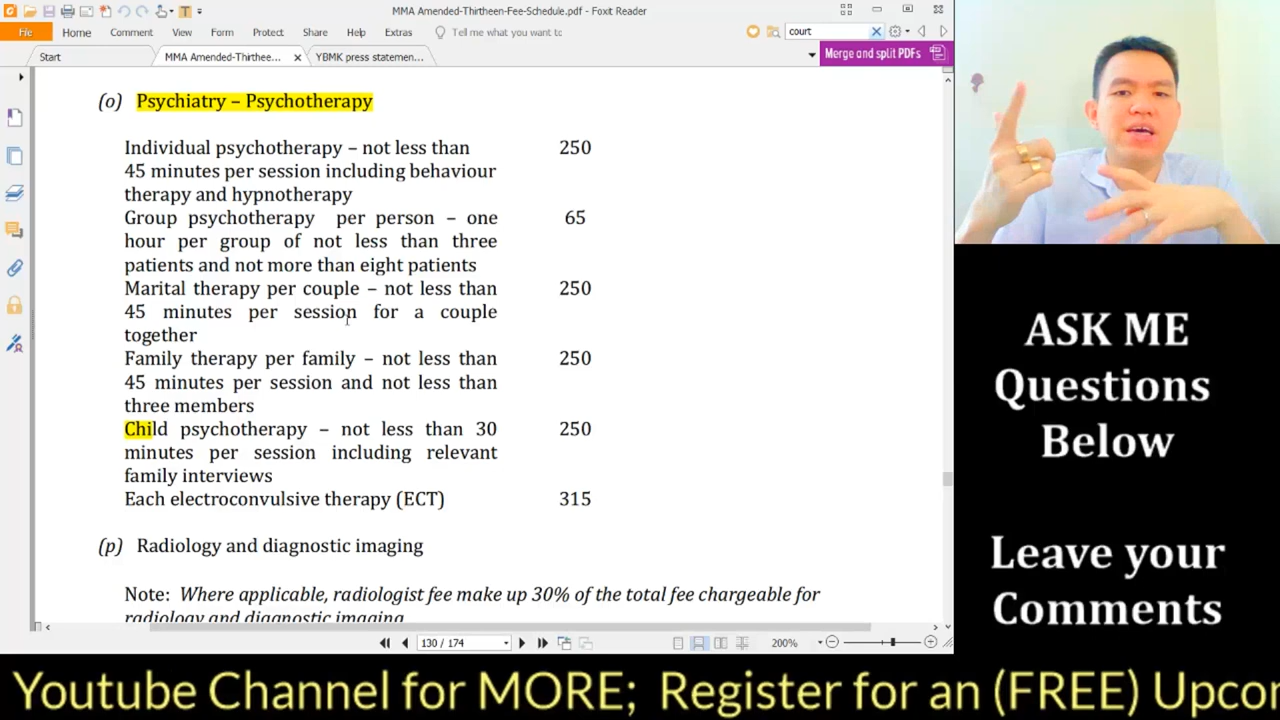 MMA Amended-Thirtheen-Fee-Schedule.pdf - Foxit Reader
File Home Comment View Form Protect Share Help Extras Tell me what you want to court
Start MMA Amended-Thirthee... YBMK press statemen... Merge and split PDFs
(o) Psychiatry – Psychotherapy
Individual psychotherapy – not less than 250
45 minutes per session including behaviour
therapy and hypnotherapy
Group psychotherapy per person – one 65
hour per group of not less than three
patients and not more than eight patients
Marital therapy per couple – not less than 250
45 minutes per session for a couple
together
Family therapy per family – not less than 250
45 minutes per session and not less than
three members
Child psychotherapy – not less than 30 250
minutes per session including relevant
family interviews
Each electroconvulsive therapy (ECT) 315
(p) Radiology and diagnostic imaging
Note: Where applicable, radiologist fee make up 30% of the total fee chargeable for
radiology and diagnostic imaging
130 / 174 200%
ASK ME
Questions
Below
Leave your
Comments
Youtube Channel for MORE; Register for an (FREE) Upcor